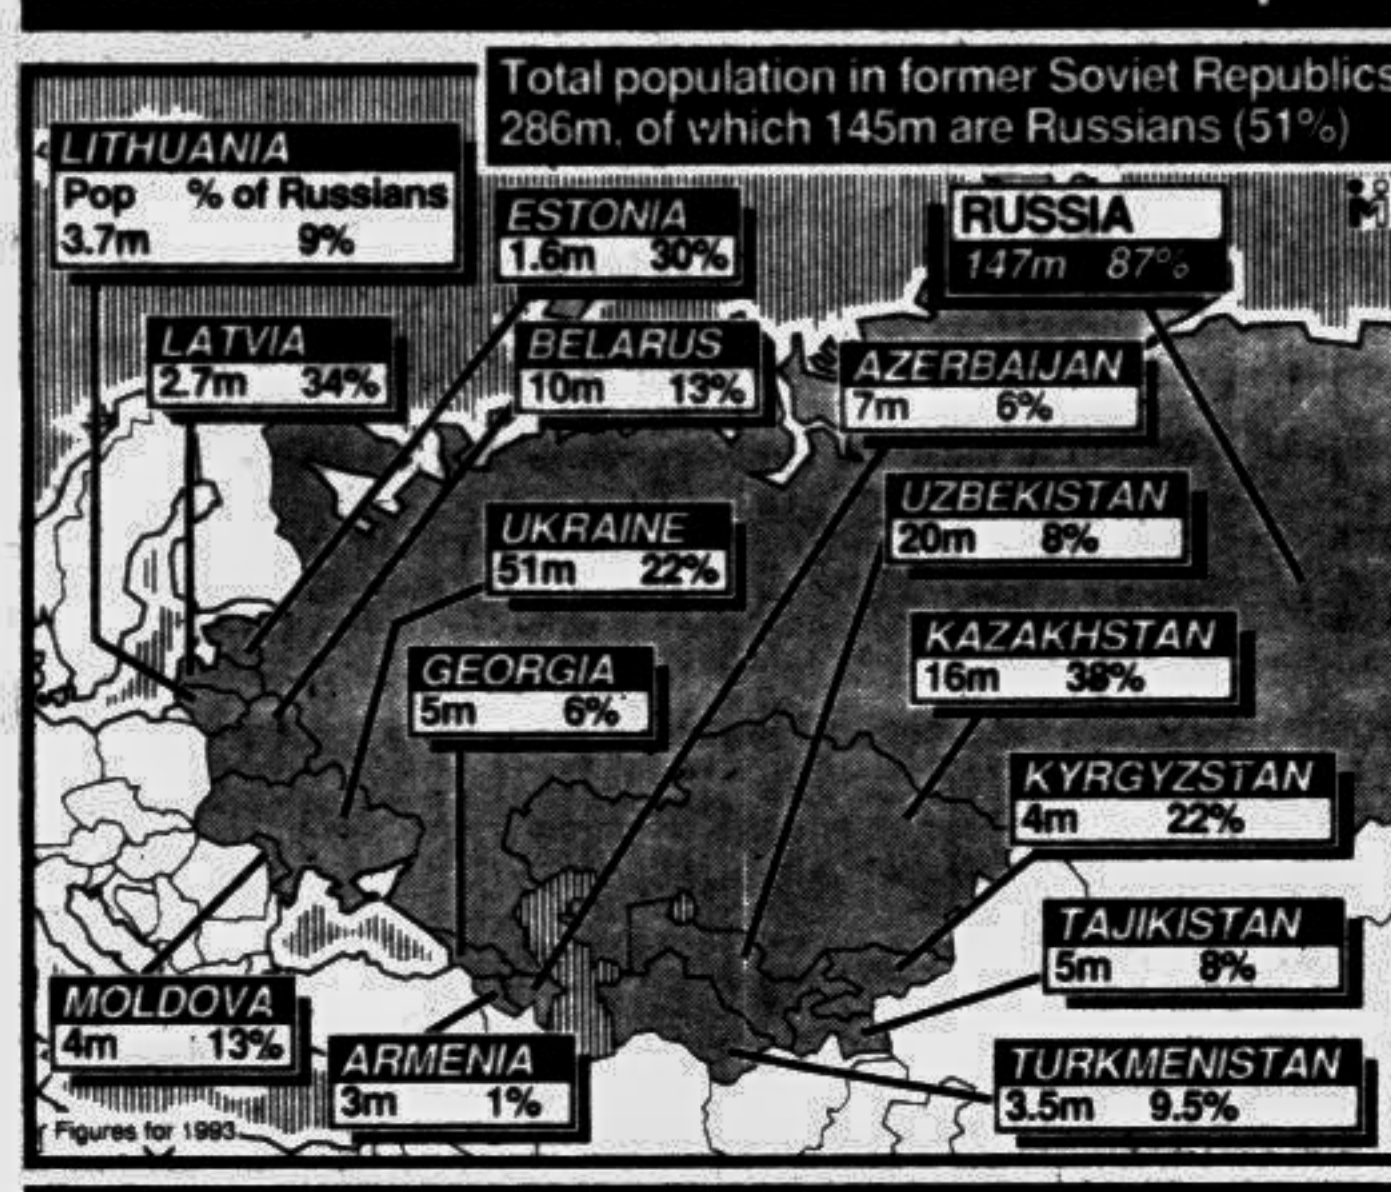 Total population in former Soviet Republics
286m, of which 145m are Russians (51%)
LITHUANIA
Pop % of Russians
3.7m 9%
ESTONIA
1.6m 30%
RUSSIA
147m 87%
LATVIA
2.7m 34%
BELARUS
10m 13%
AZERBAIJAN
7m 6%
UZBEKISTAN
20m 8%
UKRAINE
51m 22%
KAZAKHSTAN
16m 38%
GEORGIA
5m 6%
KYRGYZSTAN
4m 22%
TAJIKISTAN
5m 8%
MOLDOVA
4m 13%
ARMENIA
3m 1%
TURKMENISTAN
3.5m 9.5%
Figures for 1993